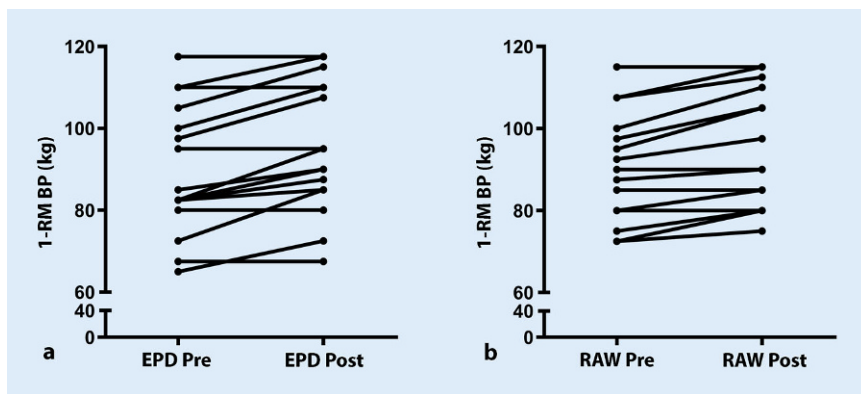 120
100
80
60
40
0
1-RM BP (kg)
a
EPD Pre
EPD Post
120
100
80
60
40
0
1-RM BP (kg)
b
RAW Pre
RAW Post